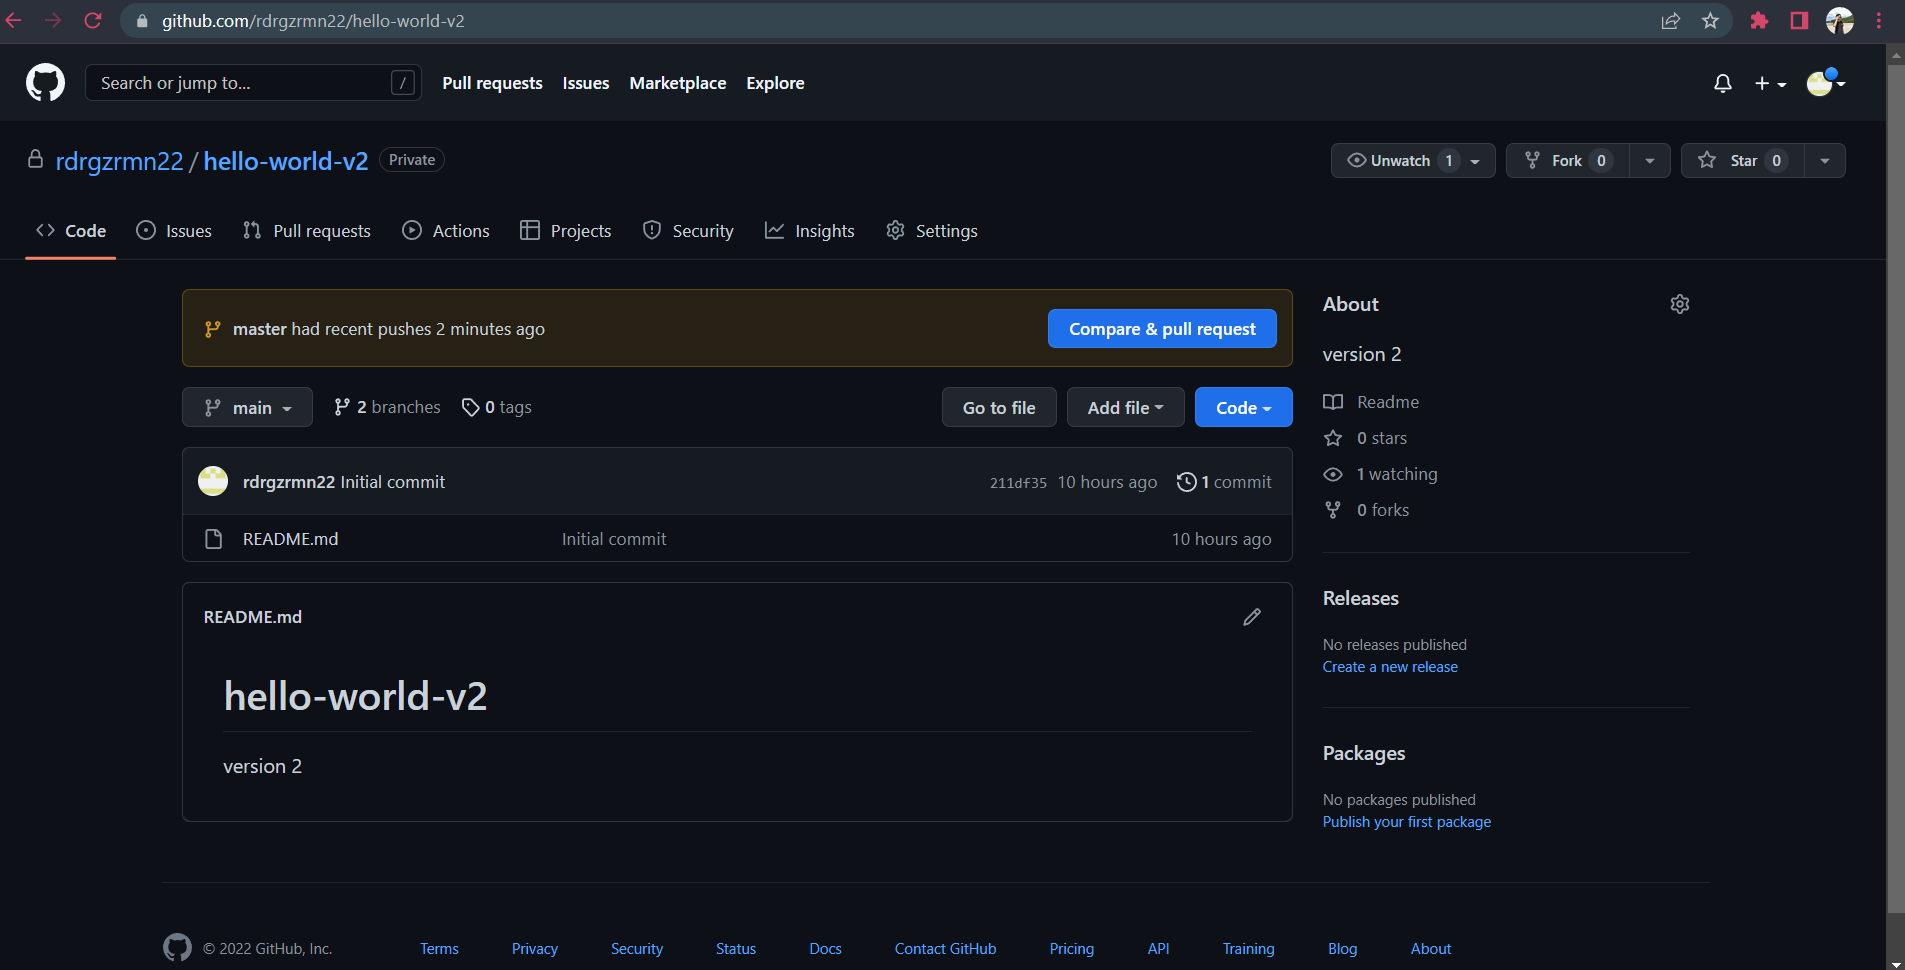 github.com/rdrgzrmn22/hello-world-v2
Search or jump to... /
Pull requests Issues Marketplace Explore
rdrgzrmn22 / hello-world-v2 Private
Unwatch 1 Fork 0 Star 0
Code Issues Pull requests Actions Projects Security Insights Settings
master had recent pushes 2 minutes ago
Compare & pull request
main 2 branches 0 tags
Go to file Add file Code
rdrgzrmn22 Initial commit 211df35 10 hours ago 1 commit
README.md Initial commit 10 hours ago
README.md
hello-world-v2
version 2
About
version 2
Readme
0 stars
1 watching
0 forks
Releases
No releases published
Create a new release
Packages
No packages published
Publish your first package
© 2022 GitHub, Inc. Terms Privacy Security Status Docs Contact GitHub Pricing API Training Blog About